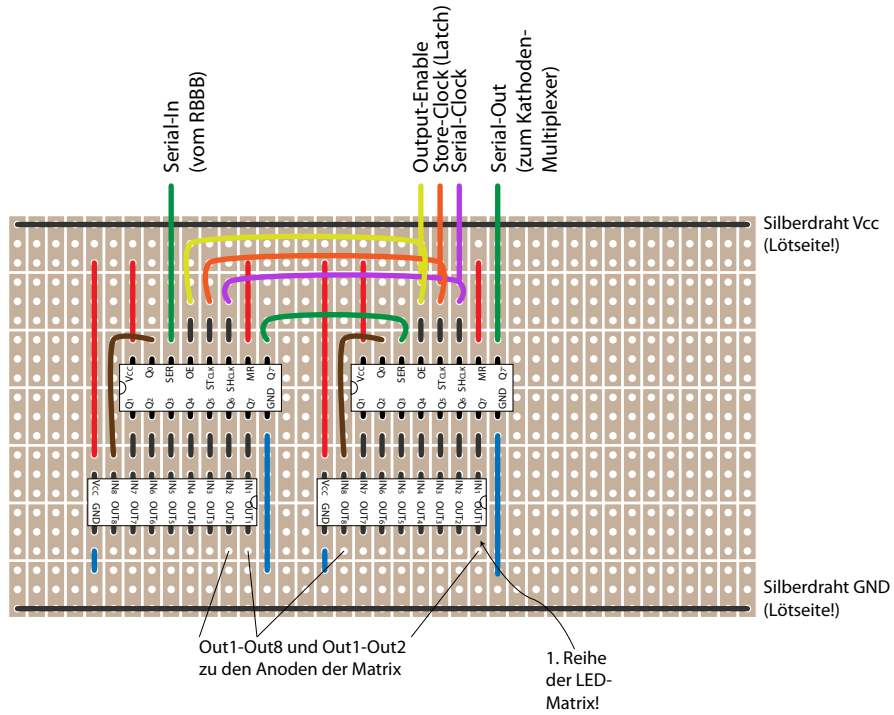 Serial-In
(vom RBBB)
Output-Enable
Store-Clock (Latch)
Serial-Clock
Serial-Out
(zum Kathoden-
Multiplexer)
Silberdraht Vcc
(Lötseite!)
Vcc Q0 SER OE STCLK SHCLK MR Q7'
Q1 Q2 Q3 Q4 Q5 Q6 Q7 GND
Vcc Q0 SER OE STCLK SHCLK MR Q7'
Q1 Q2 Q3 Q4 Q5 Q6 Q7 GND
Vcc IN8 IN7 IN6 IN5 IN4 IN3 IN2 IN1
GND OUT8 OUT7 OUT6 OUT5 OUT4 OUT3 OUT2 OUT1
Vcc IN8 IN7 IN6 IN5 IN4 IN3 IN2 IN1
GND OUT8 OUT7 OUT6 OUT5 OUT4 OUT3 OUT2 OUT1
Silberdraht GND
(Lötseite!)
Out1-Out8 und Out1-Out2
zu den Anoden der Matrix
1. Reihe
der LED-
Matrix!